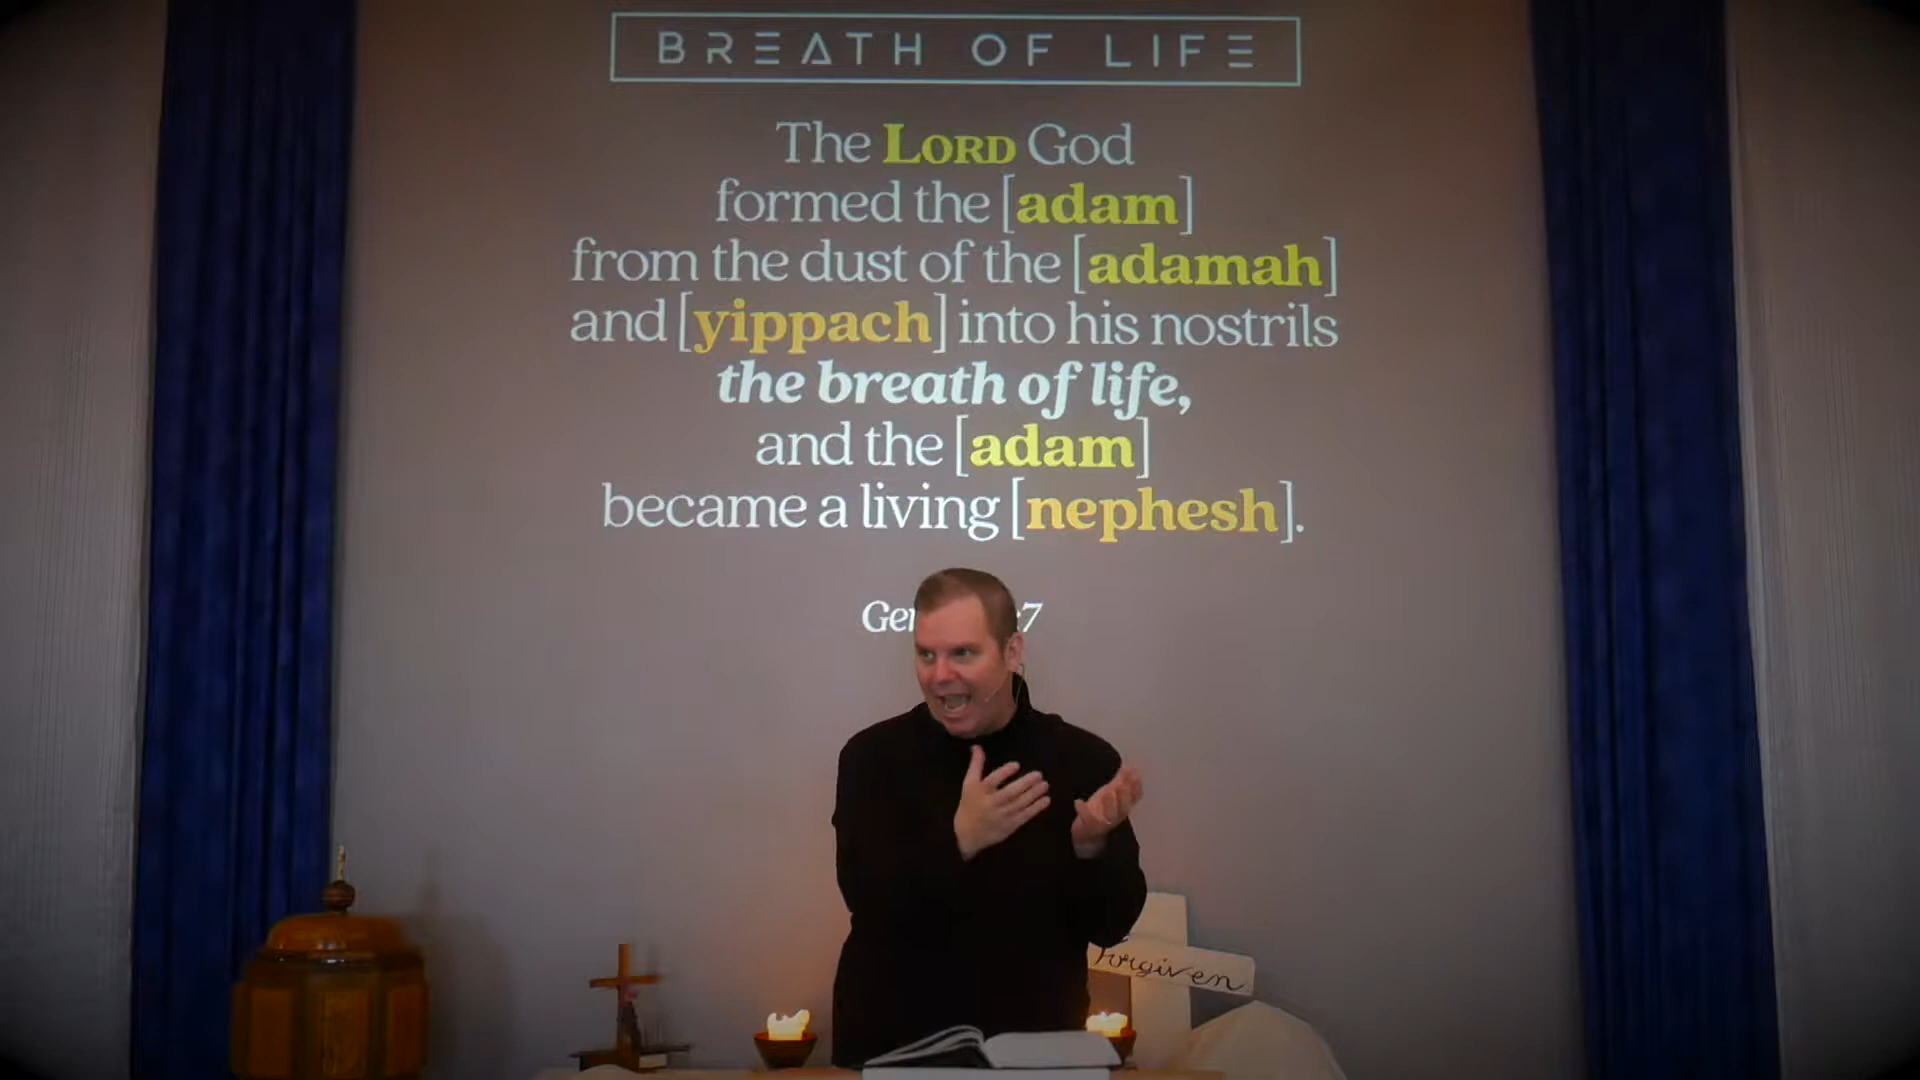 BREATH OF LIFE
The LORD God
formed the [adam]
from the dust of the [adamah]
and [yippach] into his nostrils
the breath of life,
and the [adam]
became a living [nephesh].
:7
Forgiven